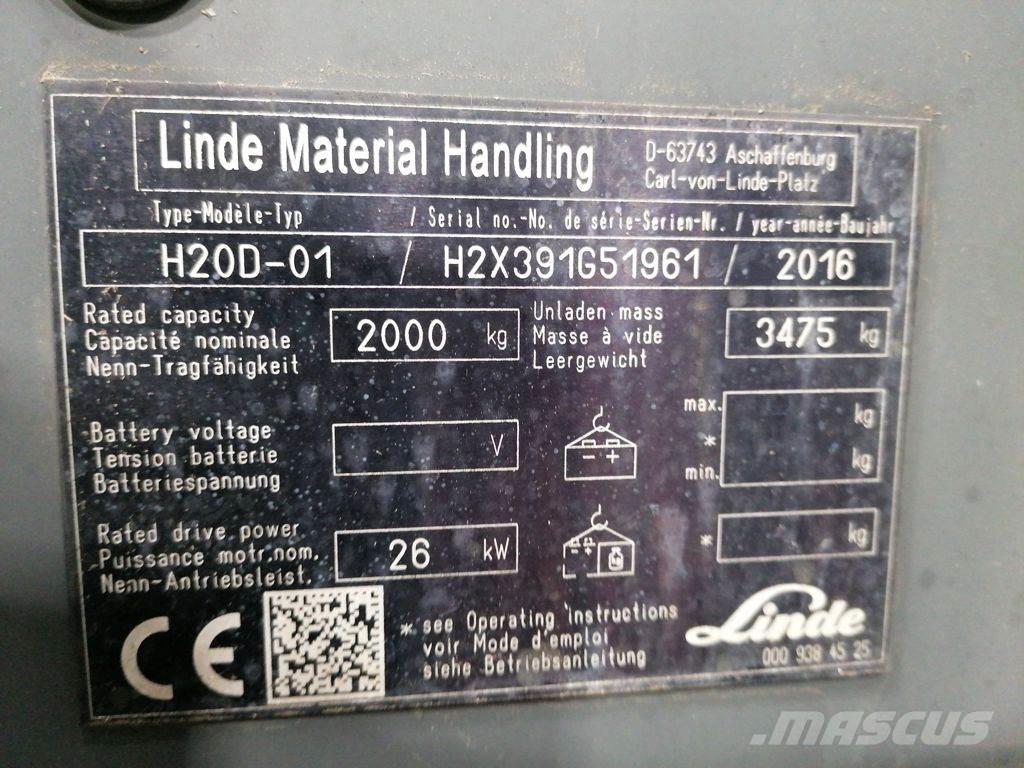 Linde Material Handling
D-63743 Aschaffenburg
Carl-von-Linde-Platz
Type-Modèle-Typ / Serial no.-No. de série-Serien-Nr. / year-année-Baujahr
H20D-01 / H2X391G51961 / 2016
Rated capacity
Capacité nominale
Nenn-Tragfähigkeit
2000 kg
Unladen mass
Masse à vide
Leergewicht
3475 kg
Battery voltage
Tension batterie
Batteriespannung
V
- +
max. kg
*
min. kg
Rated drive power
Puissance motr.nom.
Nenn-Antriebsleist.
26 kW
- +
kg
* kg
CE
* see Operating instructions
voir Mode d'emploi
siehe Betriebsanleitung
Linde
000 938 45 25
MASCUS